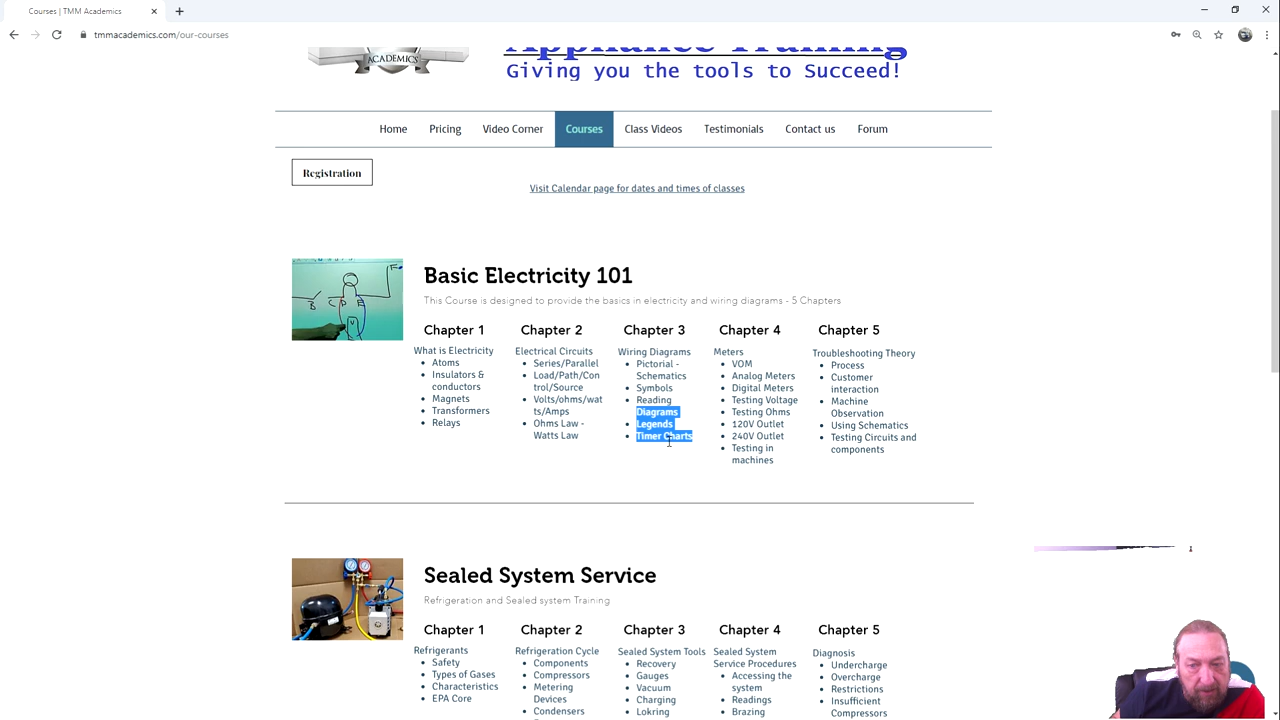 Courses | TMM Academics
tmmacademics.com/our-courses
ACADEMICS
Appliance Training
Giving you the tools to Succeed!
Home Pricing Video Corner Courses Class Videos Testimonials Contact us Forum
Registration
Visit Calendar page for dates and times of classes
Basic Electricity 101
This Course is designed to provide the basics in electricity and wiring diagrams - 5 Chapters
Chapter 1
What is Electricity
Atoms
Insulators &
conductors
Magnets
Transformers
Relays
Chapter 2
Electrical Circuits
Series/Parallel
Load/Path/Con
trol/Source
Volts/ohms/wat
ts/Amps
Ohms Law -
Watts Law
Chapter 3
Wiring Diagrams
Pictorial -
Schematics
Symbols
Reading
Diagrams
Legends
Timer Charts
Chapter 4
Meters
VOM
Analog Meters
Digital Meters
Testing Voltage
Testing Ohms
120V Outlet
240V Outlet
Testing in
machines
Chapter 5
Troubleshooting Theory
Process
Customer
interaction
Machine
Observation
Using Schematics
Testing Circuits and
components
Sealed System Service
Refrigeration and Sealed system Training
Chapter 1
Refrigerants
Safety
Types of Gases
Characteristics
EPA Core
Chapter 2
Refrigeration Cycle
Components
Compressors
Metering
Devices
Condensers
Chapter 3
Sealed System Tools
Recovery
Gauges
Vacuum
Charging
Lokring
Chapter 4
Sealed System
Service Procedures
Accessing the
system
Readings
Brazing
Chapter 5
Diagnosis
Undercharge
Overcharge
Restrictions
Insufficient
Compressors